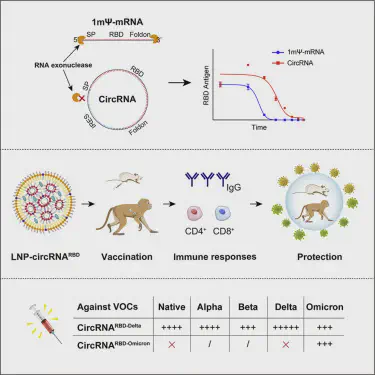 1mΨ-mRNA
5' SP RBD Foldon 3'
RNA exonuclease
CircRNA
RBD
SP
IRES
Foldon
RBD Antigen
Time
1mΨ-mRNA
CircRNA
LNP-circRNA^RBD
Vaccination
IgG
CD4+ CD8+
Immune responses
Protection
Against VOCs Native Alpha Beta Delta Omicron
CircRNA^RBD-Delta ++++ ++++ +++ +++++ +++
CircRNA^RBD-Omicron × / / × +++